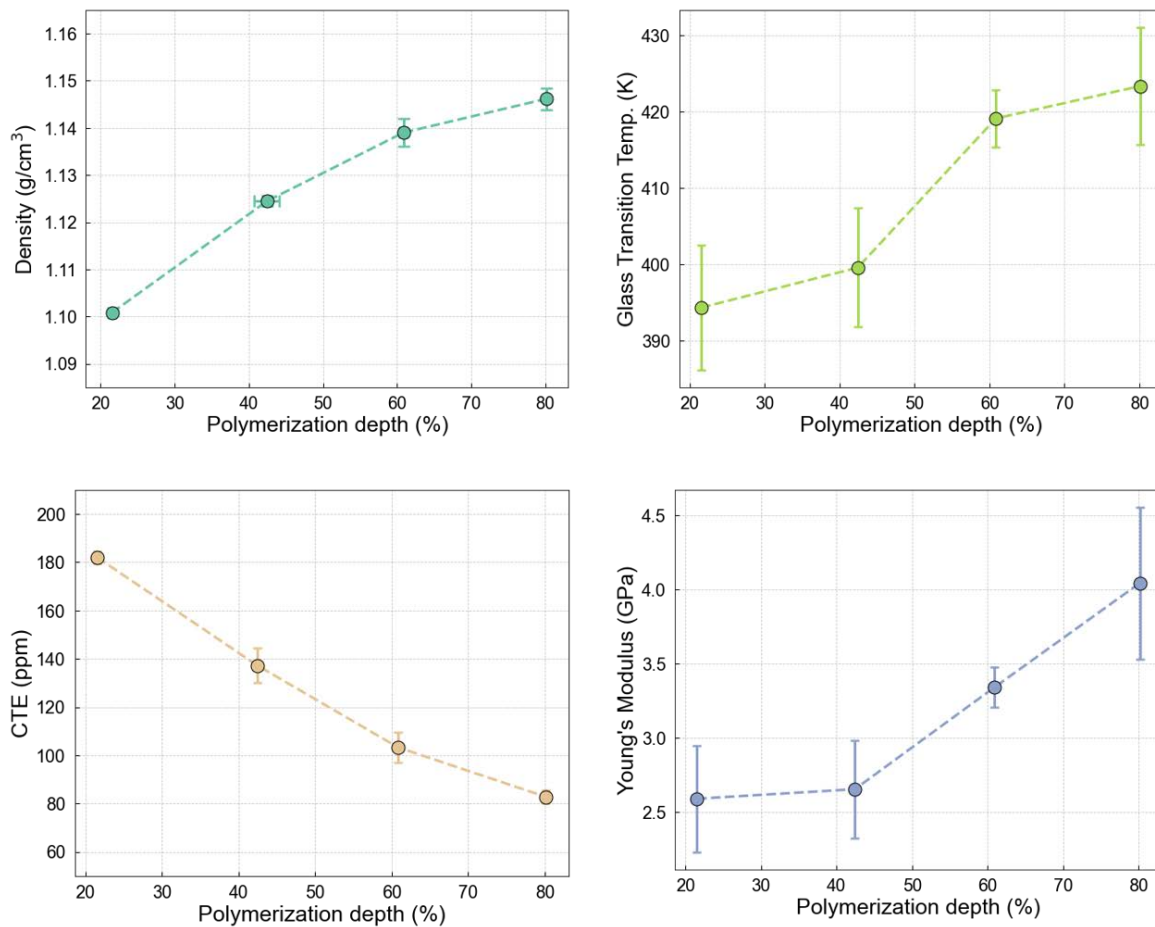 Density (g/cm³)
1.16
1.15
1.14
1.13
1.12
1.11
1.10
1.09
20 30 40 50 60 70 80
Polymerization depth (%)
Glass Transition Temp. (K)
430
420
410
400
390
20 30 40 50 60 70 80
Polymerization depth (%)
CTE (ppm)
200
180
160
140
120
100
80
60
20 30 40 50 60 70 80
Polymerization depth (%)
Young's Modulus (GPa)
4.5
4.0
3.5
3.0
2.5
20 30 40 50 60 70 80
Polymerization depth (%)